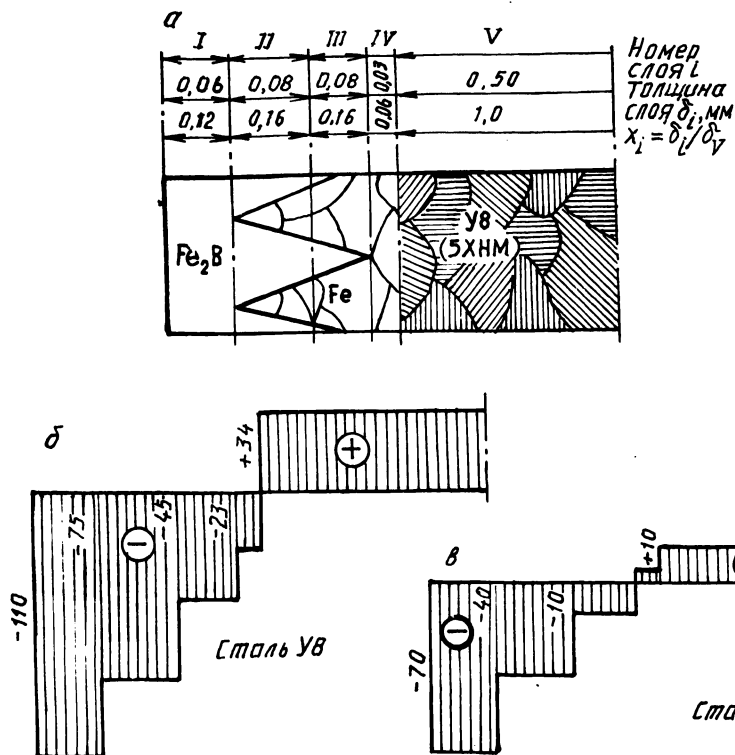 а
I II III IV V
Номер
слоя i
0,06 0,08 0,08 0,03 0,50
толщина
слоя δi, мм
0,12 0,16 0,16 0,06 1,0
xi = δi/δV
Fe₂B
Fe
У8
(5ХНМ)
б
+34
+
-110
-75
-45
-23
−
Сталь У8
в
+10
-70
-40
-10
−
Ста